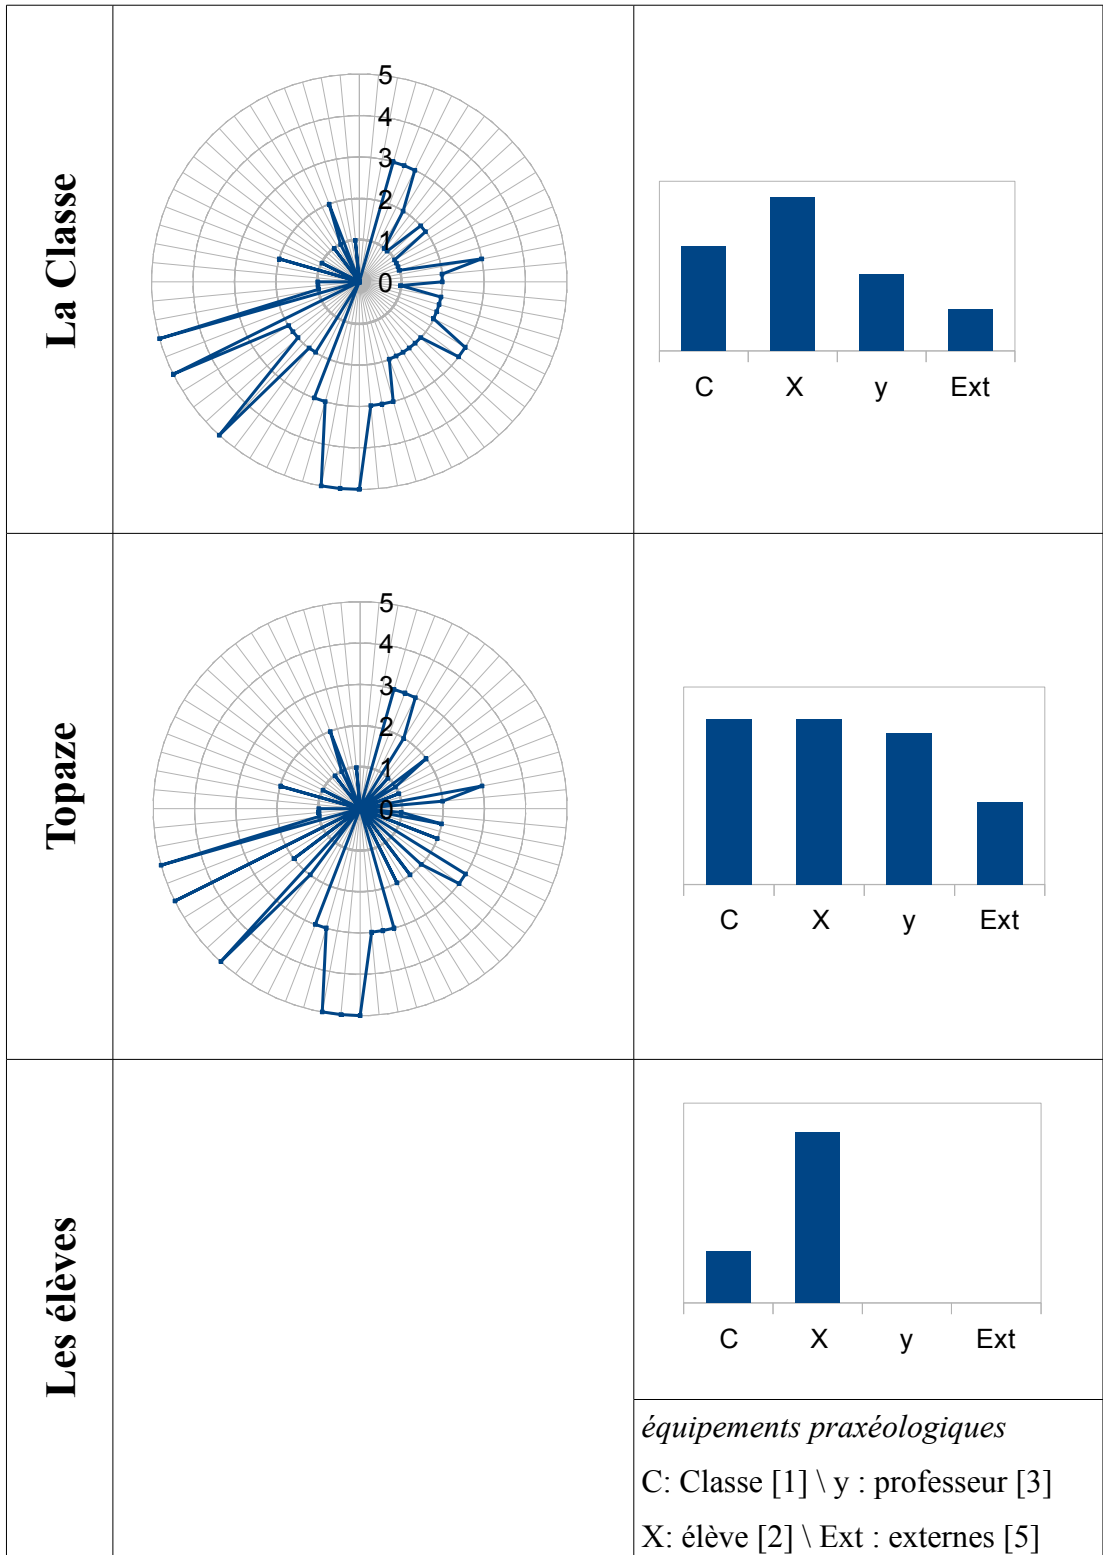 La Classe
5
4
3
2
1
0
C X y Ext
Topaze
5
4
3
2
1
0
C X y Ext
Les élèves
C X y Ext
équipements praxéologiques
C: Classe [1] \ y : professeur [3]
X: élève [2] \ Ext : externes [5]